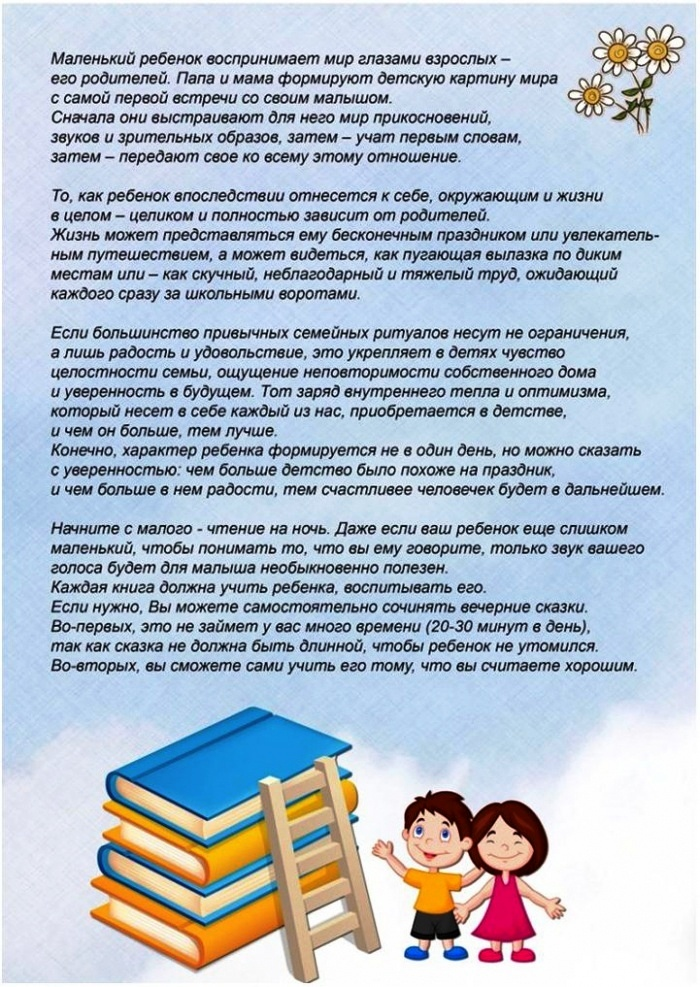 Маленький ребенок воспринимает мир глазами взрослых –
его родителей. Папа и мама формируют детскую картину мира
с самой первой встречи со своим малышом.
Сначала они выстраивают для него мир прикосновений,
звуков и зрительных образов, затем – учат первым словам,
затем – передают свое ко всему этому отношение.
То, как ребенок впоследствии отнесется к себе, окружающим и жизни
в целом – целиком и полностью зависит от родителей.
Жизнь может представляться ему бесконечным праздником или увлекатель-
ным путешествием, а может видеться, как пугающая вылазка по диким
местам или – как скучный, неблагодарный и тяжелый труд, ожидающий
каждого сразу за школьными воротами.
Если большинство привычных семейных ритуалов несут не ограничения,
а лишь радость и удовольствие, это укрепляет в детях чувство
целостности семьи, ощущение неповторимости собственного дома
и уверенность в будущем. Тот заряд внутреннего тепла и оптимизма,
который несет в себе каждый из нас, приобретается в детстве,
и чем он больше, тем лучше.
Конечно, характер ребенка формируется не в один день, но можно сказать
с уверенностью: чем больше детство было похоже на праздник,
и чем больше в нем радости, тем счастливее человечек будет в дальнейшем.
Начните с малого - чтение на ночь. Даже если ваш ребенок еще слишком
маленький, чтобы понимать то, что вы ему говорите, только звук вашего
голоса будет для малыша необыкновенно полезен.
Каждая книга должна учить ребенка, воспитывать его.
Если нужно, Вы можете самостоятельно сочинять вечерние сказки.
Во-первых, это не займет у вас много времени (20-30 минут в день),
так как сказка не должна быть длинной, чтобы ребенок не утомился.
Во-вторых, вы сможете сами учить его тому, что вы считаете хорошим.